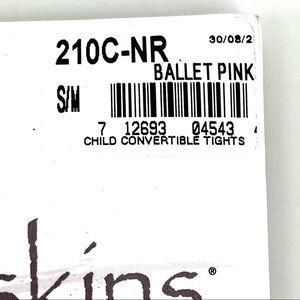 30/08/2
210C-NR
BALLET PINK
S/M
7 12693 04543
CHILD CONVERTIBLE TIGHTS
skins®